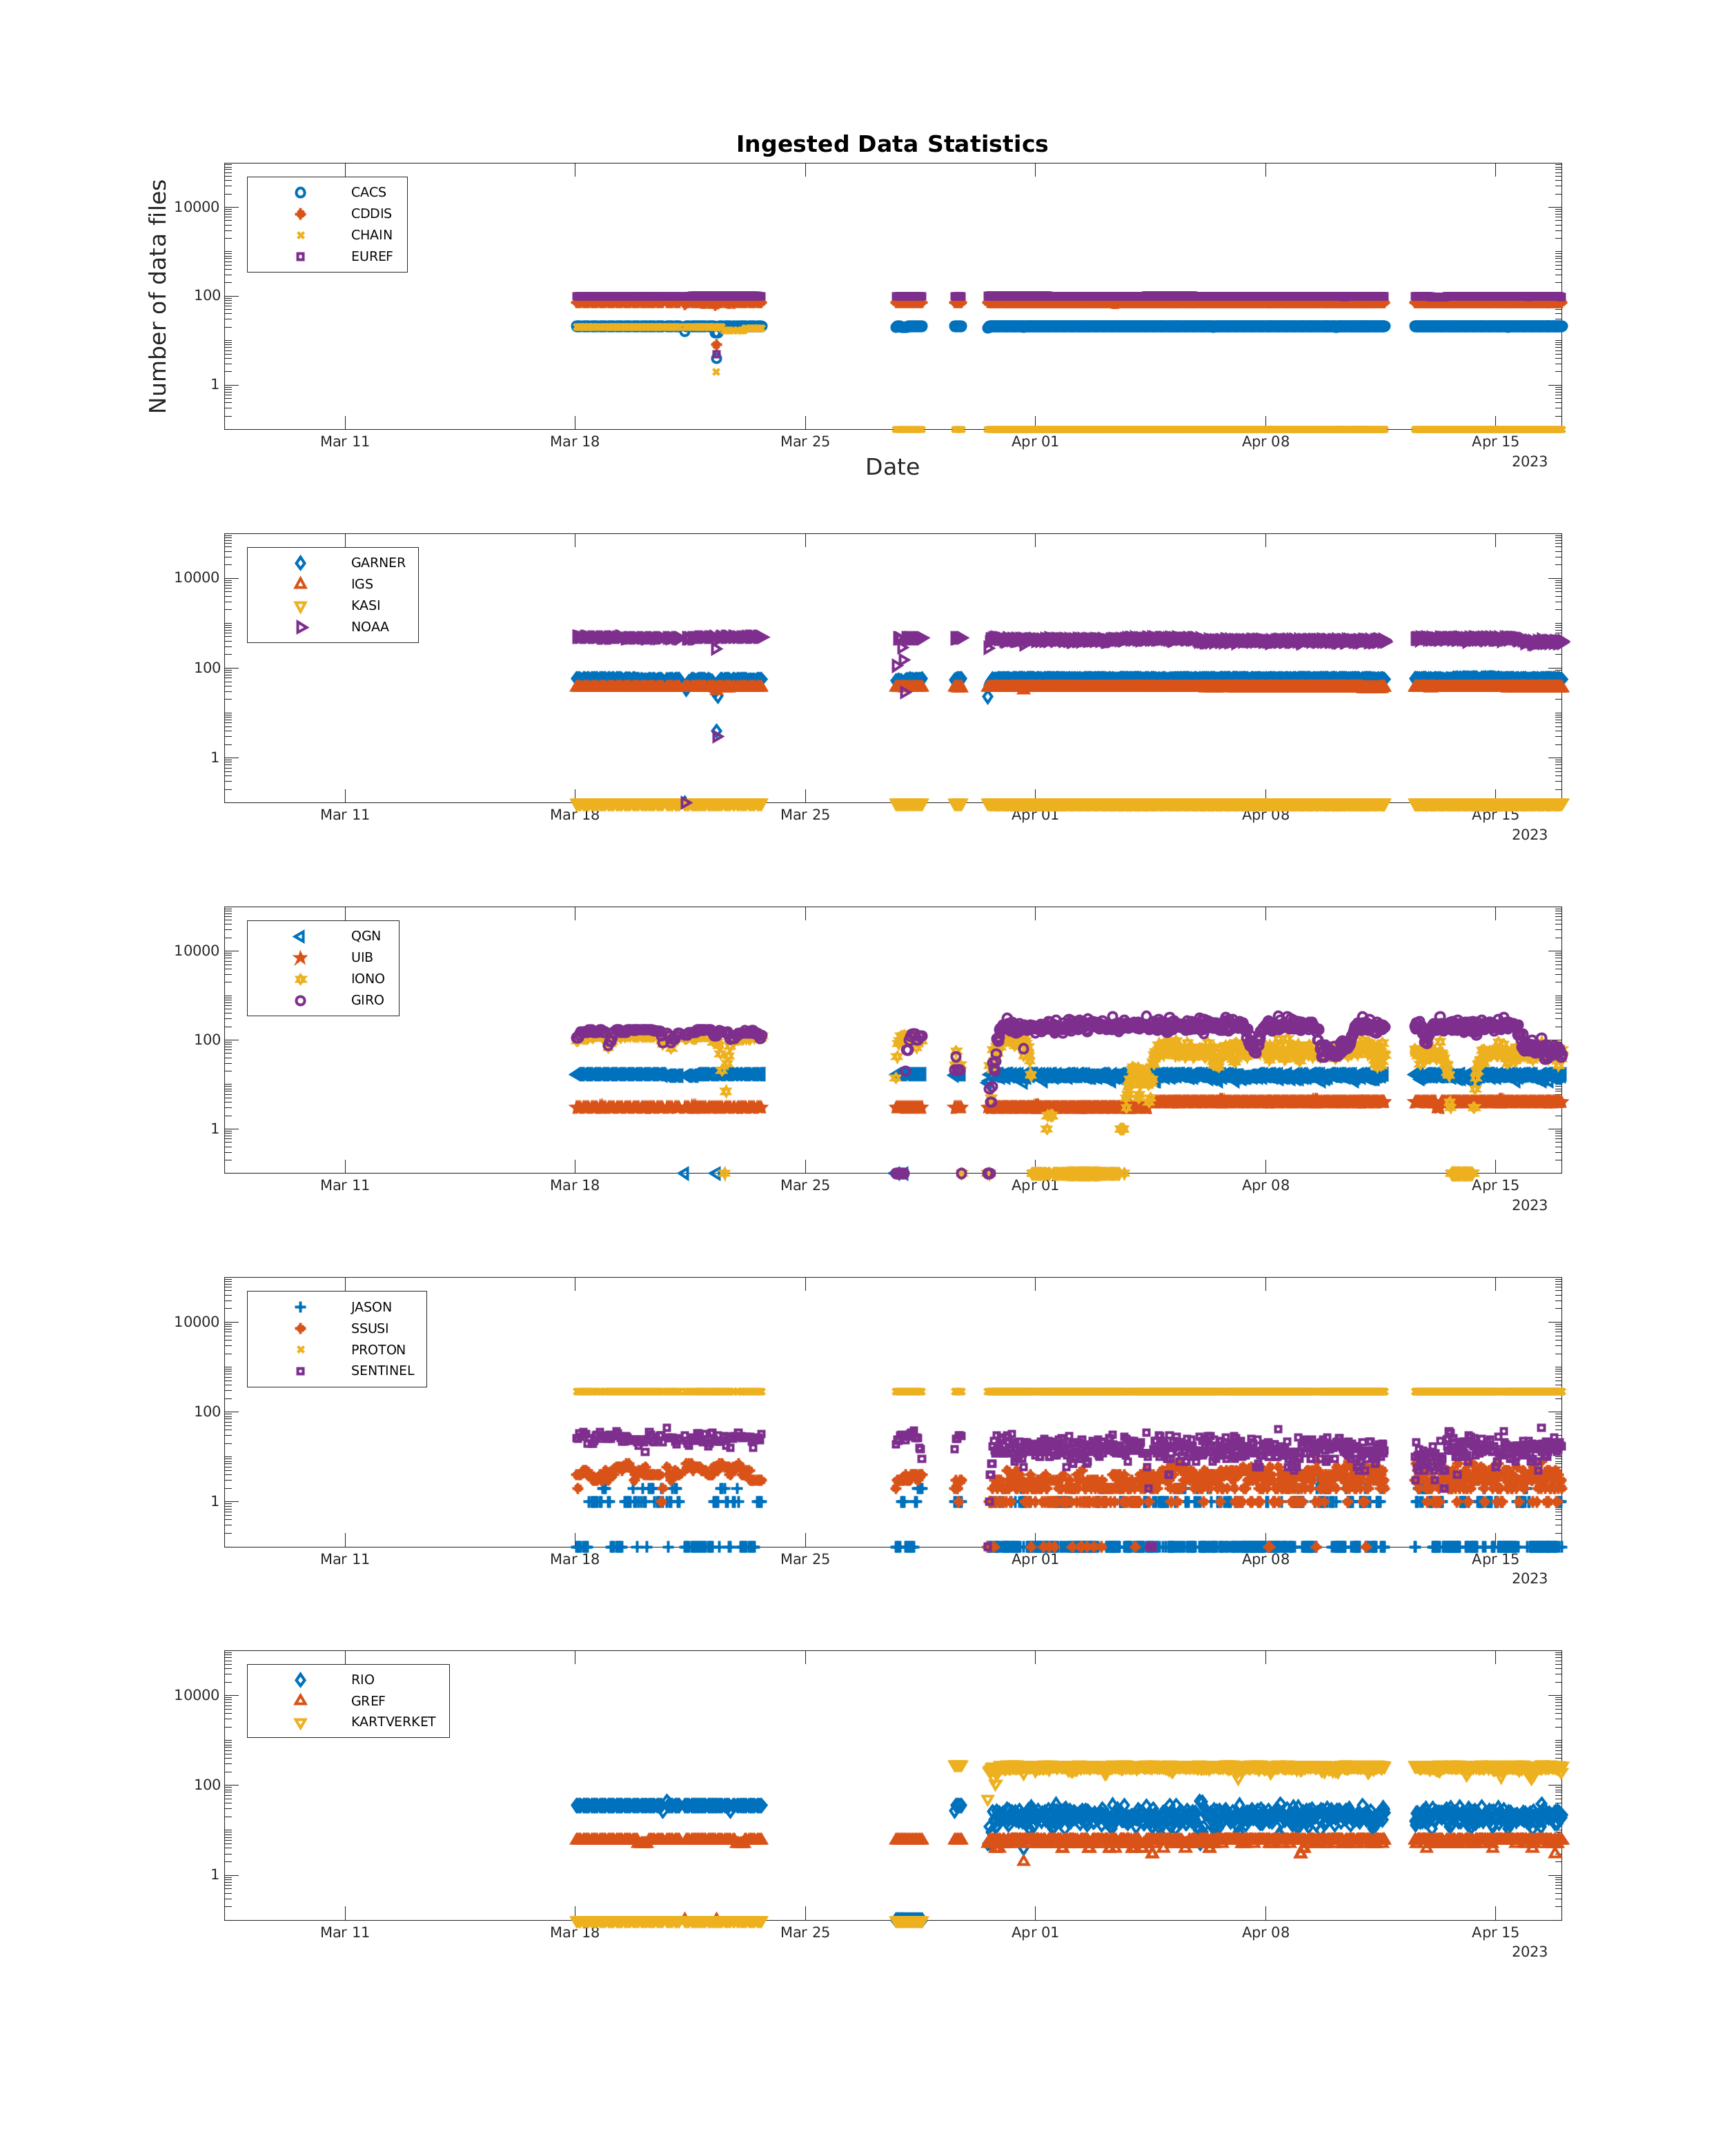 Ingested Data Statistics
Number of data files
10000
100
1
CACS
CDDIS
CHAIN
EUREF
Mar 11 Mar 18 Mar 25 Apr 01 Apr 08 Apr 15
2023
Date
10000
100
1
GARNER
IGS
KASI
NOAA
Mar 11 Mar 18 Mar 25 Apr 01 Apr 08 Apr 15
2023
10000
100
1
QGN
UIB
IONO
GIRO
Mar 11 Mar 18 Mar 25 Apr 01 Apr 08 Apr 15
2023
10000
100
1
JASON
SSUSI
PROTON
SENTINEL
Mar 11 Mar 18 Mar 25 Apr 01 Apr 08 Apr 15
2023
10000
100
1
RIO
GREF
KARTVERKET
Mar 11 Mar 18 Mar 25 Apr 01 Apr 08 Apr 15
2023